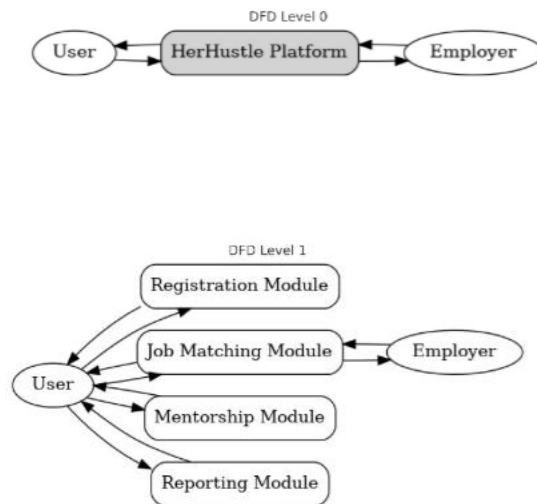 DFD Level 0
User
HerHustle Platform
Employer
DFD Level 1
Registration Module
Job Matching Module
Employer
User
Mentorship Module
Reporting Module